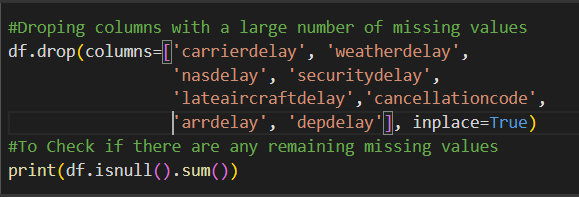 #Droping columns with a large number of missing values
df.drop(columns=['carrierdelay', 'weatherdelay',
'nasdelay', 'securitydelay',
'lateaircraftdelay','cancellationcode',
'arrdelay', 'depdelay'], inplace=True)
#To Check if there are any remaining missing values
print(df.isnull().sum())